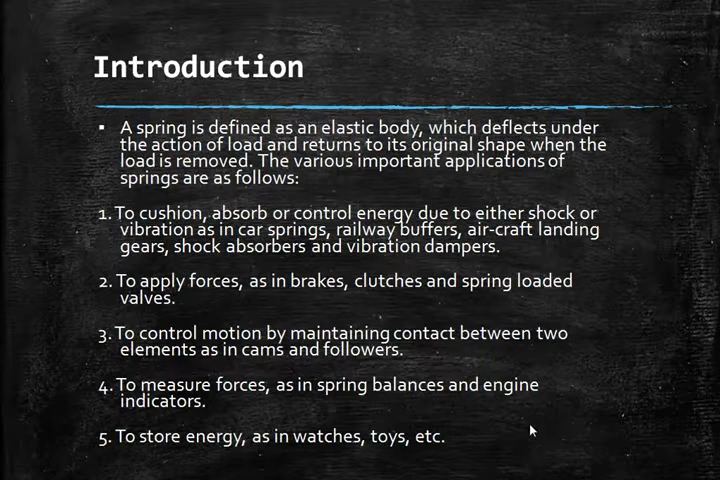 Introduction
▪ A spring is defined as an elastic body, which deflects under
the action of load and returns to its original shape when the
load is removed. The various important applications of
springs are as follows:
1. To cushion, absorb or control energy due to either shock or
vibration as in car springs, railway buffers, air-craft landing
gears, shock absorbers and vibration dampers.
2. To apply forces, as in brakes, clutches and spring loaded
valves.
3. To control motion by maintaining contact between two
elements as in cams and followers.
4. To measure forces, as in spring balances and engine
indicators.
5. To store energy, as in watches, toys, etc.